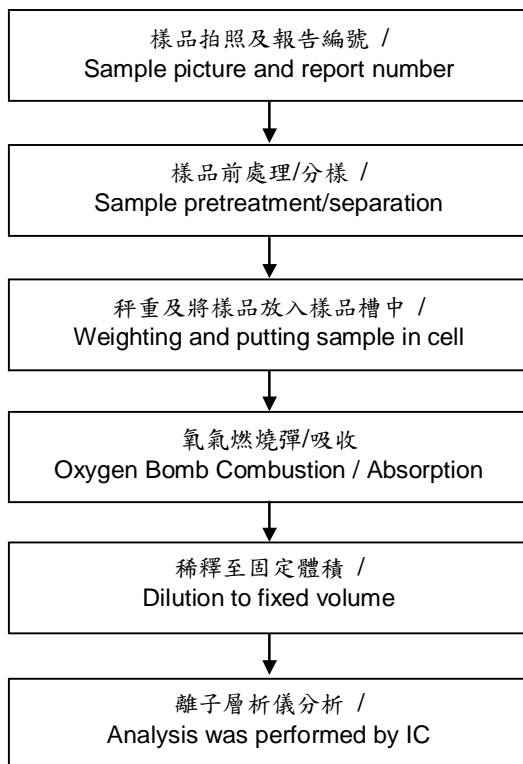 樣品拍照及報告編號 /
Sample picture and report number
樣品前處理/分樣 /
Sample pretreatment/separation
秤重及將樣品放入樣品槽中 /
Weighting and putting sample in cell
氧氣燃燒彈/吸收
Oxygen Bomb Combustion / Absorption
稀釋至固定體積 /
Dilution to fixed volume
離子層析儀分析 /
Analysis was performed by IC